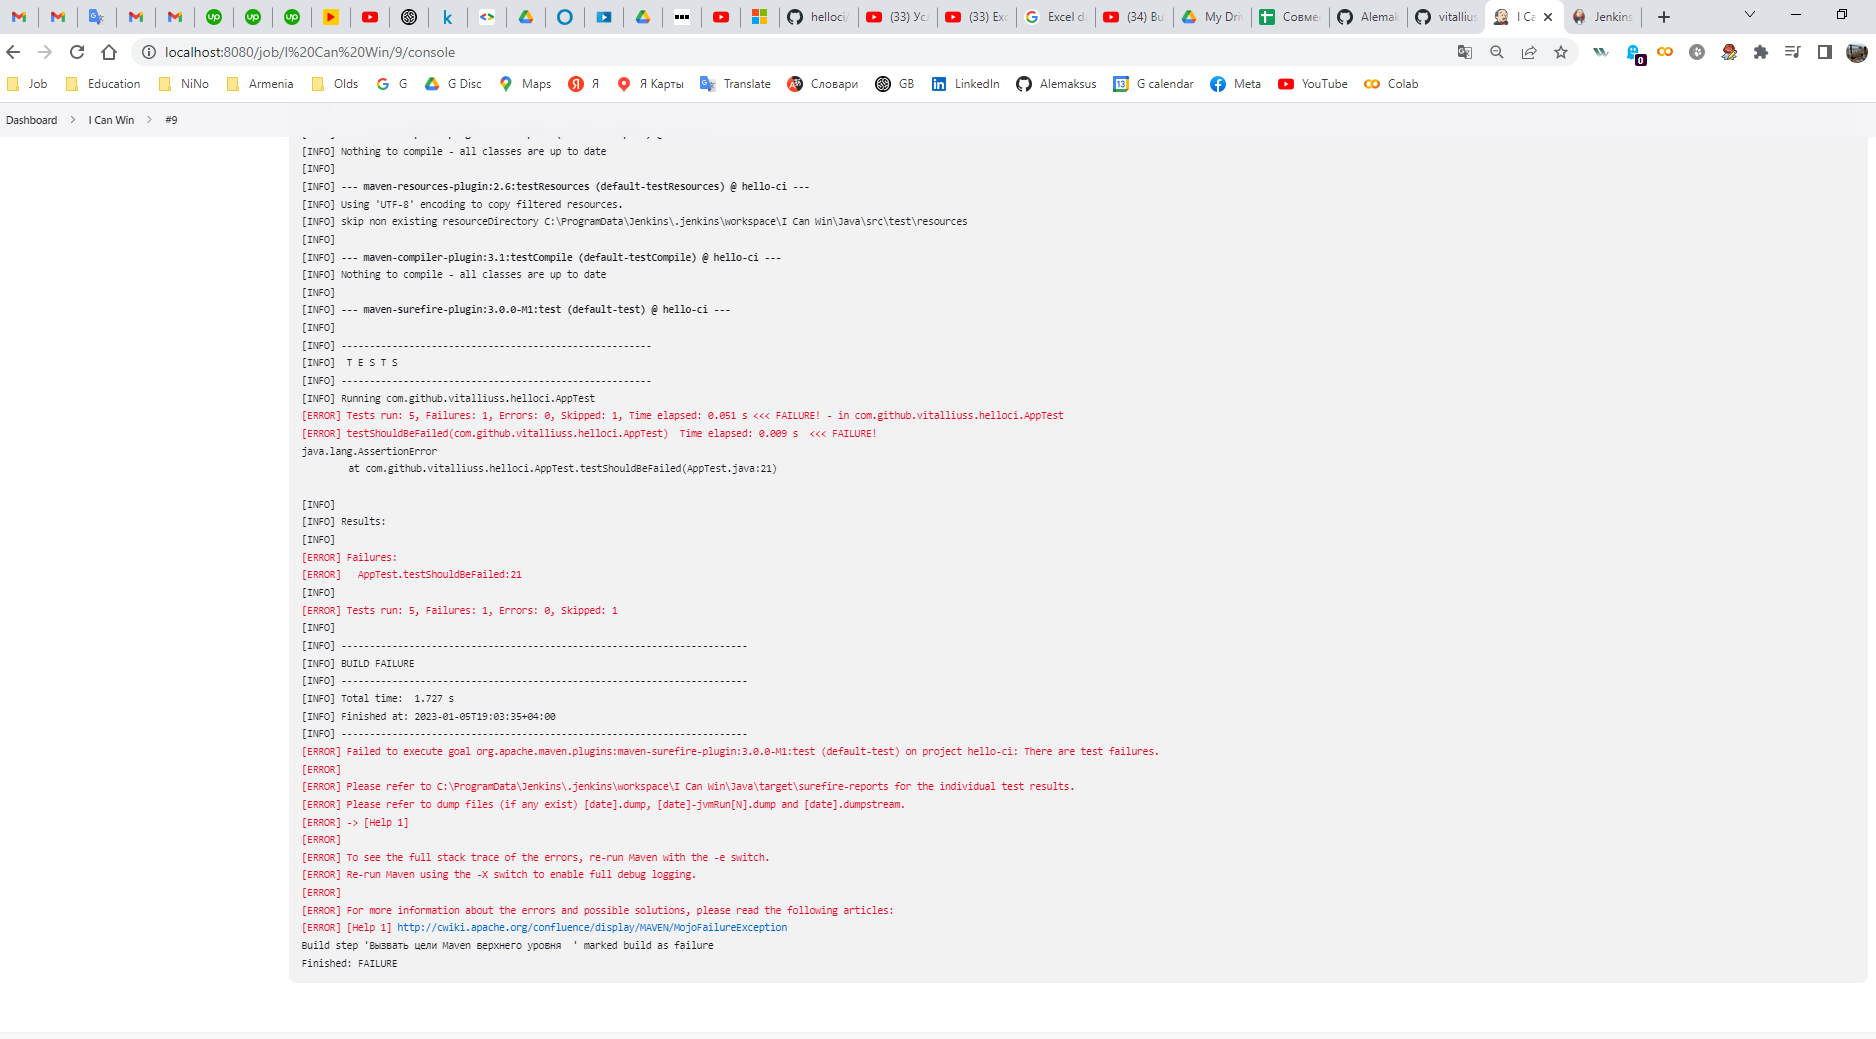 helloci/
(33) Усл
(33) Exc
Excel d
(34) Bu
My Dri
Совмес
Alemak
vitallius
I Ca
Jenkins
localhost:8080/job/I%20Can%20Win/9/console
0
Job
Education
NiNo
Armenia
Olds
G
G Disc
Maps
Я
Я Карты
Translate
Словари
GB
LinkedIn
Alemaksus
G calendar
Meta
YouTube
Colab
Dashboard > I Can Win > #9
[INFO] Nothing to compile - all classes are up to date
[INFO]
[INFO] --- maven-resources-plugin:2.6:testResources (default-testResources) @ hello-ci ---
[INFO] Using 'UTF-8' encoding to copy filtered resources.
[INFO] skip non existing resourceDirectory C:\ProgramData\Jenkins\.jenkins\workspace\I Can Win\Java\src\test\resources
[INFO]
[INFO] --- maven-compiler-plugin:3.1:testCompile (default-testCompile) @ hello-ci ---
[INFO] Nothing to compile - all classes are up to date
[INFO]
[INFO] --- maven-surefire-plugin:3.0.0-M1:test (default-test) @ hello-ci ---
[INFO]
[INFO] -------------------------------------------------------
[INFO]  T E S T S
[INFO] -------------------------------------------------------
[INFO] Running com.github.vitalliuss.helloci.AppTest
[ERROR] Tests run: 5, Failures: 1, Errors: 0, Skipped: 1, Time elapsed: 0.051 s <<< FAILURE! - in com.github.vitalliuss.helloci.AppTest
[ERROR] testShouldBeFailed(com.github.vitalliuss.helloci.AppTest)  Time elapsed: 0.009 s  <<< FAILURE!
java.lang.AssertionError
at com.github.vitalliuss.helloci.AppTest.testShouldBeFailed(AppTest.java:21)
[INFO]
[INFO] Results:
[INFO]
[ERROR] Failures:
[ERROR]   AppTest.testShouldBeFailed:21
[INFO]
[ERROR] Tests run: 5, Failures: 1, Errors: 0, Skipped: 1
[INFO]
[INFO] ------------------------------------------------------------------------
[INFO] BUILD FAILURE
[INFO] ------------------------------------------------------------------------
[INFO] Total time:  1.727 s
[INFO] Finished at: 2023-01-05T19:03:35+04:00
[INFO] ------------------------------------------------------------------------
[ERROR] Failed to execute goal org.apache.maven.plugins:maven-surefire-plugin:3.0.0-M1:test (default-test) on project hello-ci: There are test failures.
[ERROR]
[ERROR] Please refer to C:\ProgramData\Jenkins\.jenkins\workspace\I Can Win\Java\target\surefire-reports for the individual test results.
[ERROR] Please refer to dump files (if any exist) [date].dump, [date]-jvmRun[N].dump and [date].dumpstream.
[ERROR] -> [Help 1]
[ERROR]
[ERROR] To see the full stack trace of the errors, re-run Maven with the -e switch.
[ERROR] Re-run Maven using the -X switch to enable full debug logging.
[ERROR]
[ERROR] For more information about the errors and possible solutions, please read the following articles:
[ERROR] [Help 1] http://cwiki.apache.org/confluence/display/MAVEN/MojoFailureException
Build step 'Вызвать цели Maven верхнего уровня  ' marked build as failure
Finished: FAILURE